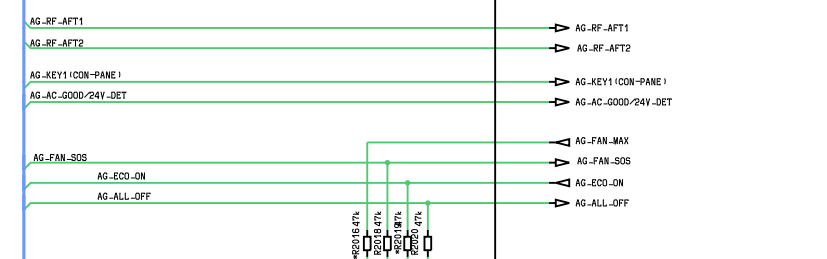 AG-RF-AFT1 AG-RF-AFT1
AG-RF-AFT2 AG-RF-AFT2
AG-KEY1(CON-PANE) AG-KEY1(CON-PANE)
AG-AC-GOOD/24V-DET AG-AC-GOOD/24V-DET
AG-FAN-MAX
AG-FAN-SOS AG-FAN-SOS
AG-ECO-ON AG-ECO-ON
AG-ALL-OFF AG-ALL-OFF
*R2016 47k
R2018 47k
*R2019 47k
R2020 47k